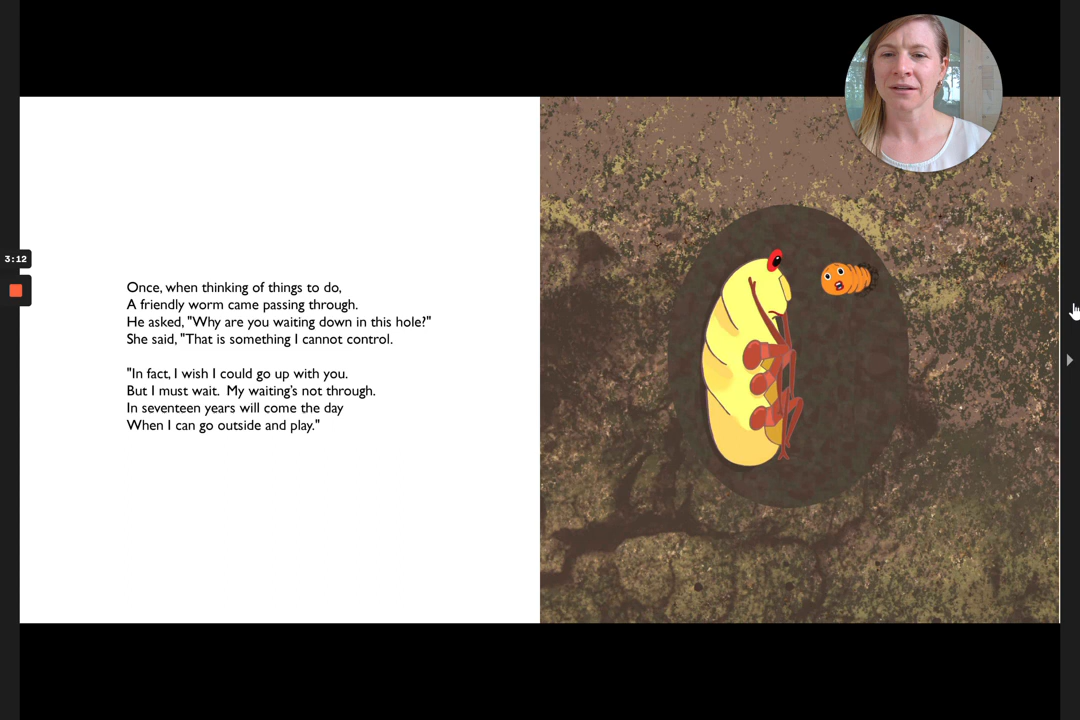 3:12
Once, when thinking of things to do,
A friendly worm came passing through.
He asked, "Why are you waiting down in this hole?"
She said, "That is something I cannot control.
"In fact, I wish I could go up with you.
But I must wait.  My waiting's not through.
In seventeen years will come the day
When I can go outside and play."